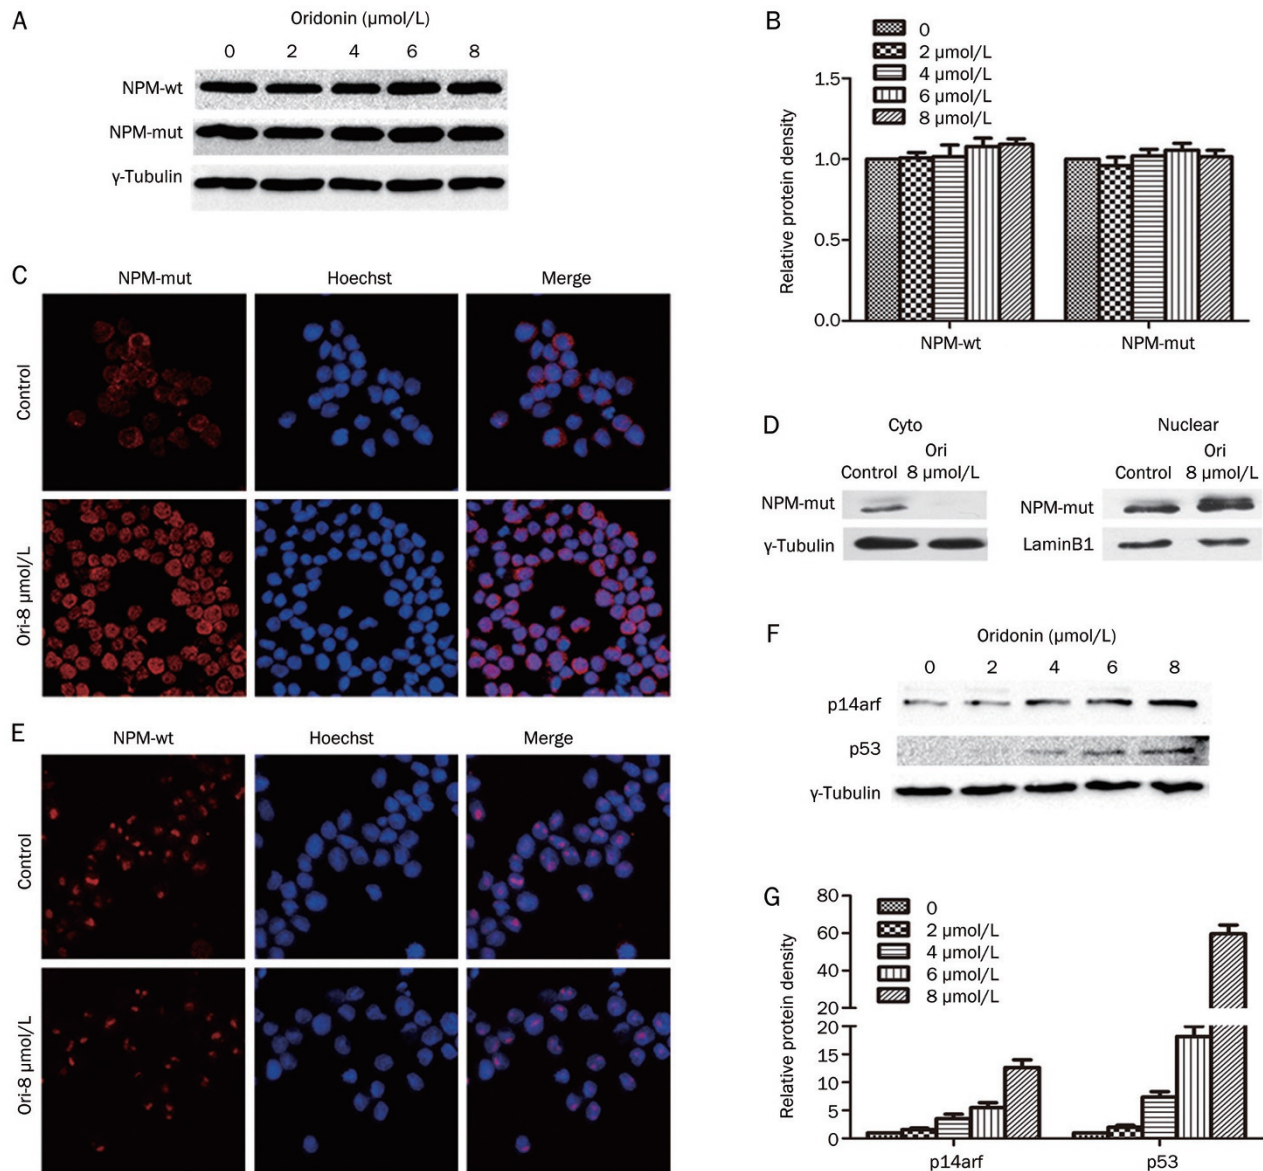 A
Oridonin (µmol/L)
0 2 4 6 8
NPM-wt
NPM-mut
γ-Tubulin
B
0
2 µmol/L
4 µmol/L
6 µmol/L
8 µmol/L
Relative protein density
1.5
1.0
0.5
0.0
NPM-wt NPM-mut
C
NPM-mut Hoechst Merge
Control
Ori-8 µmol/L
D
Cyto Nuclear
Control Ori 8 µmol/L
Control Ori 8 µmol/L
NPM-mut
γ-Tubulin
NPM-mut
LaminB1
E
NPM-wt Hoechst Merge
Control
Ori-8 µmol/L
F
Oridonin (µmol/L)
0 2 4 6 8
p14arf
p53
γ-Tubulin
G
0
2 µmol/L
4 µmol/L
6 µmol/L
8 µmol/L
Relative protein density
80
60
40
20
20
15
10
5
0
p14arf p53